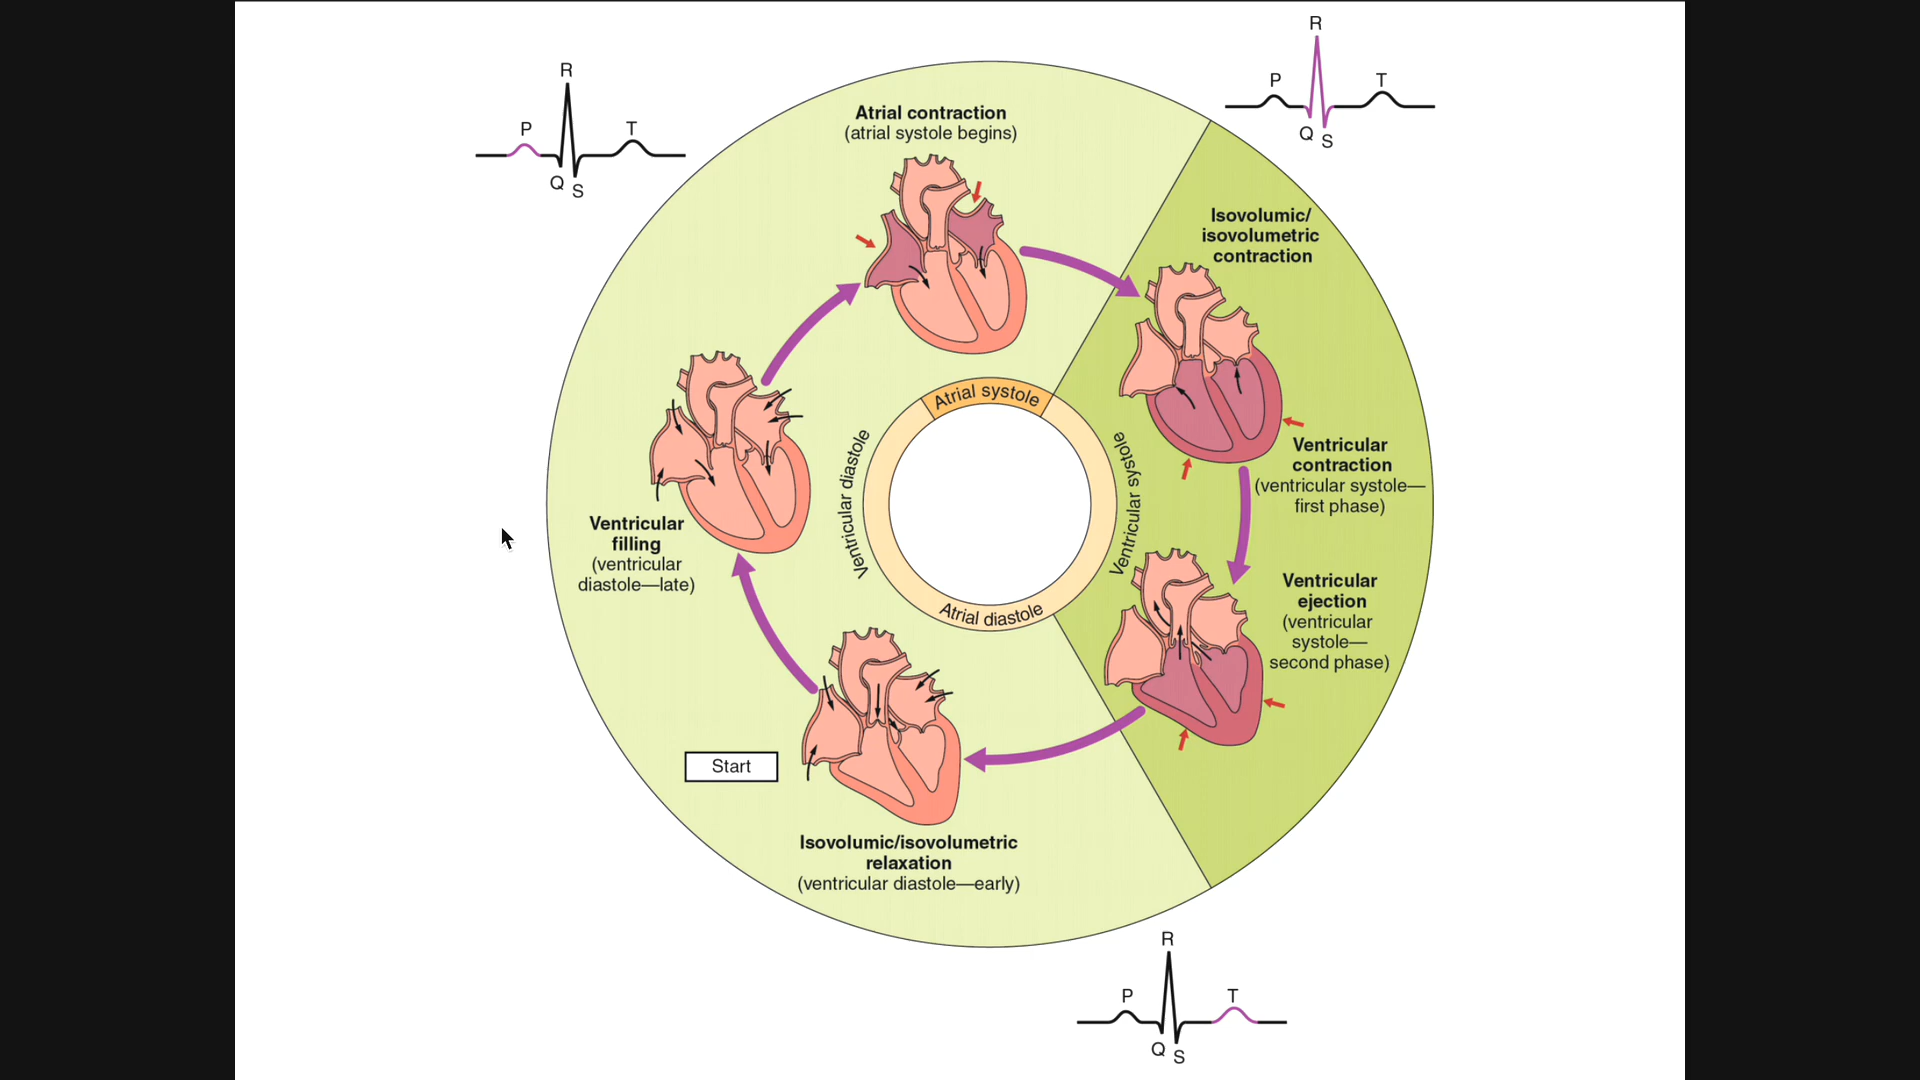 R
P
T
Q
S
R
P
T
Q
S
Atrial contraction
(atrial systole begins)
Isovolumic/
isovolumetric
contraction
Ventricular
contraction
(ventricular systole—
first phase)
Ventricular
ejection
(ventricular
systole—
second phase)
Isovolumic/isovolumetric
relaxation
(ventricular diastole—early)
Start
Ventricular
filling
(ventricular
diastole—late)
Atrial systole
Ventricular diastole
Ventricular systole
Atrial diastole
R
P
T
Q
S